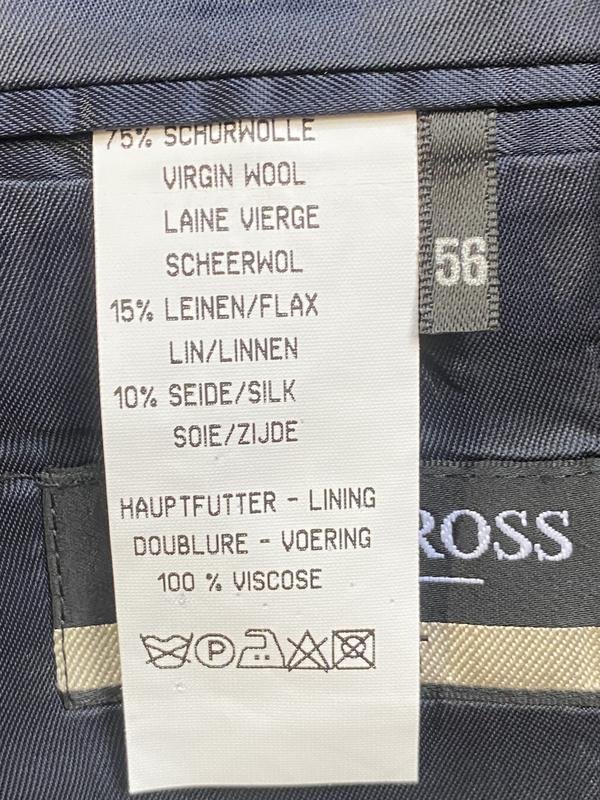 75% SCHURWOLLE
VIRGIN WOOL
LAINE VIERGE
SCHEERWOL
15% LEINEN/FLAX
LIN/LINNEN
10% SEIDE/SILK
SOIE/ZIJDE
HAUPTFUTTER - LINING
DOUBLURE - VOERING
100 % VISCOSE
P
56
ROSS